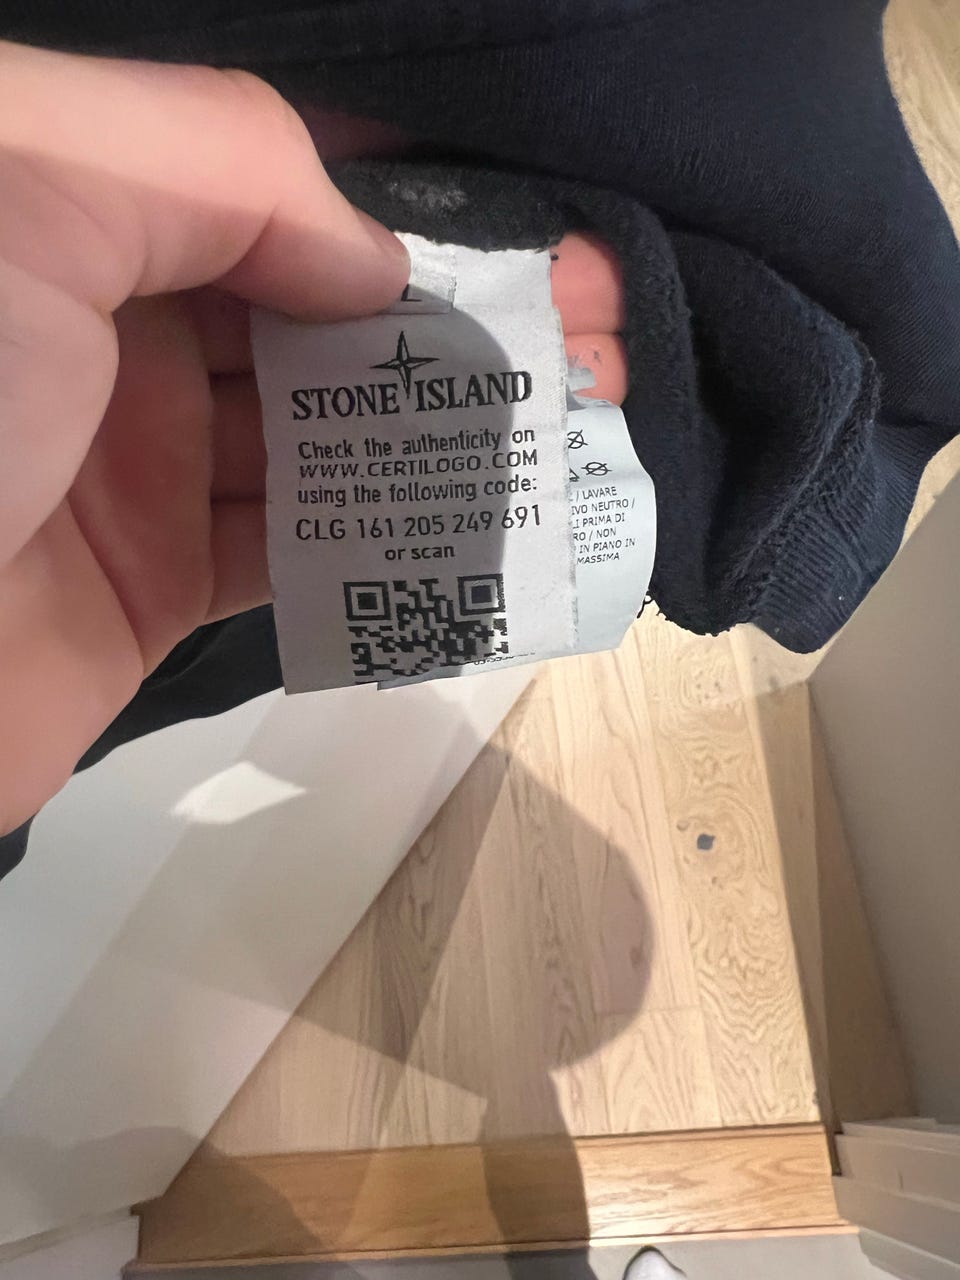 STONE ISLAND
Check the authenticity on
WWW.CERTILOGO.COM
using the following code:
CLG 161 205 249 691
or scan
/ LAVARE
IVO NEUTRO /
LI PRIMA DI
RO / NON
IN PIANO IN
MASSIMA